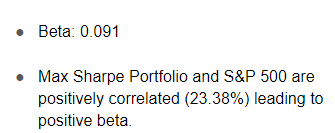 ● Beta: 0.091
● Max Sharpe Portfolio and S&P 500 are
positively correlated (23.38%) leading to
positive beta.